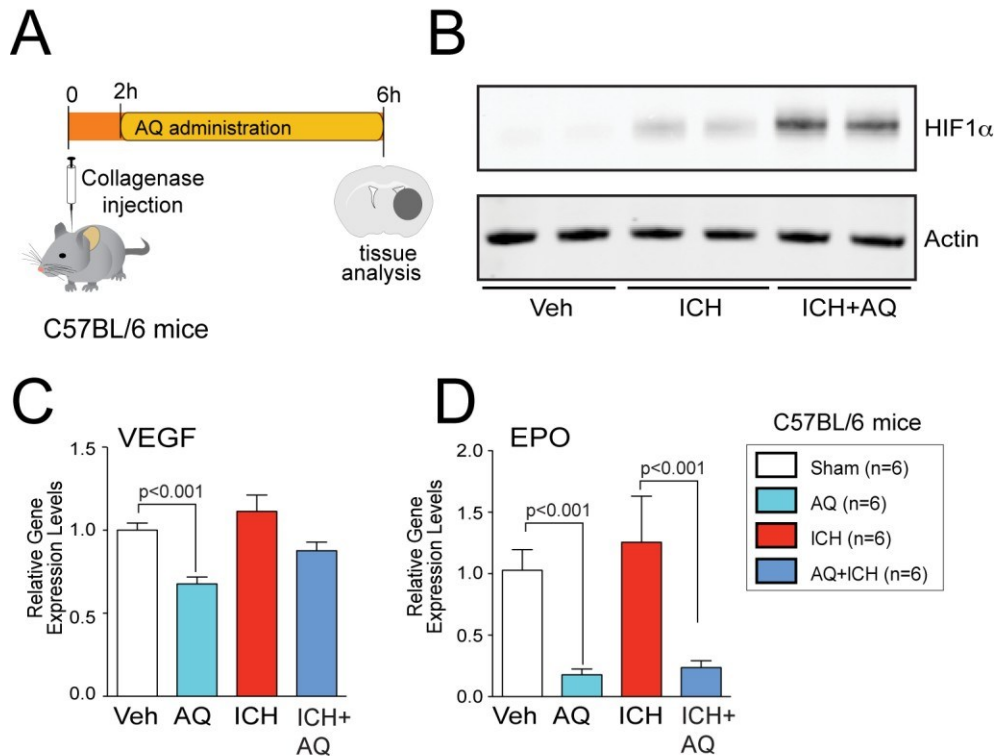 A
0
2h
6h
AQ administration
Collagenase
injection
tissue
analysis
C57BL/6 mice
B
HIF1α
Actin
Veh
ICH
ICH+AQ
C
VEGF
Relative Gene
Expression Levels
1.5
1.0
0.5
0.0
p<0.001
Veh
AQ
ICH
ICH+
AQ
D
EPO
Relative Gene
Expression Levels
2.0
1.5
1.0
0.5
0.0
p<0.001
p<0.001
Veh
AQ
ICH
ICH+
AQ
C57BL/6 mice
Sham (n=6)
AQ (n=6)
ICH (n=6)
AQ+ICH (n=6)